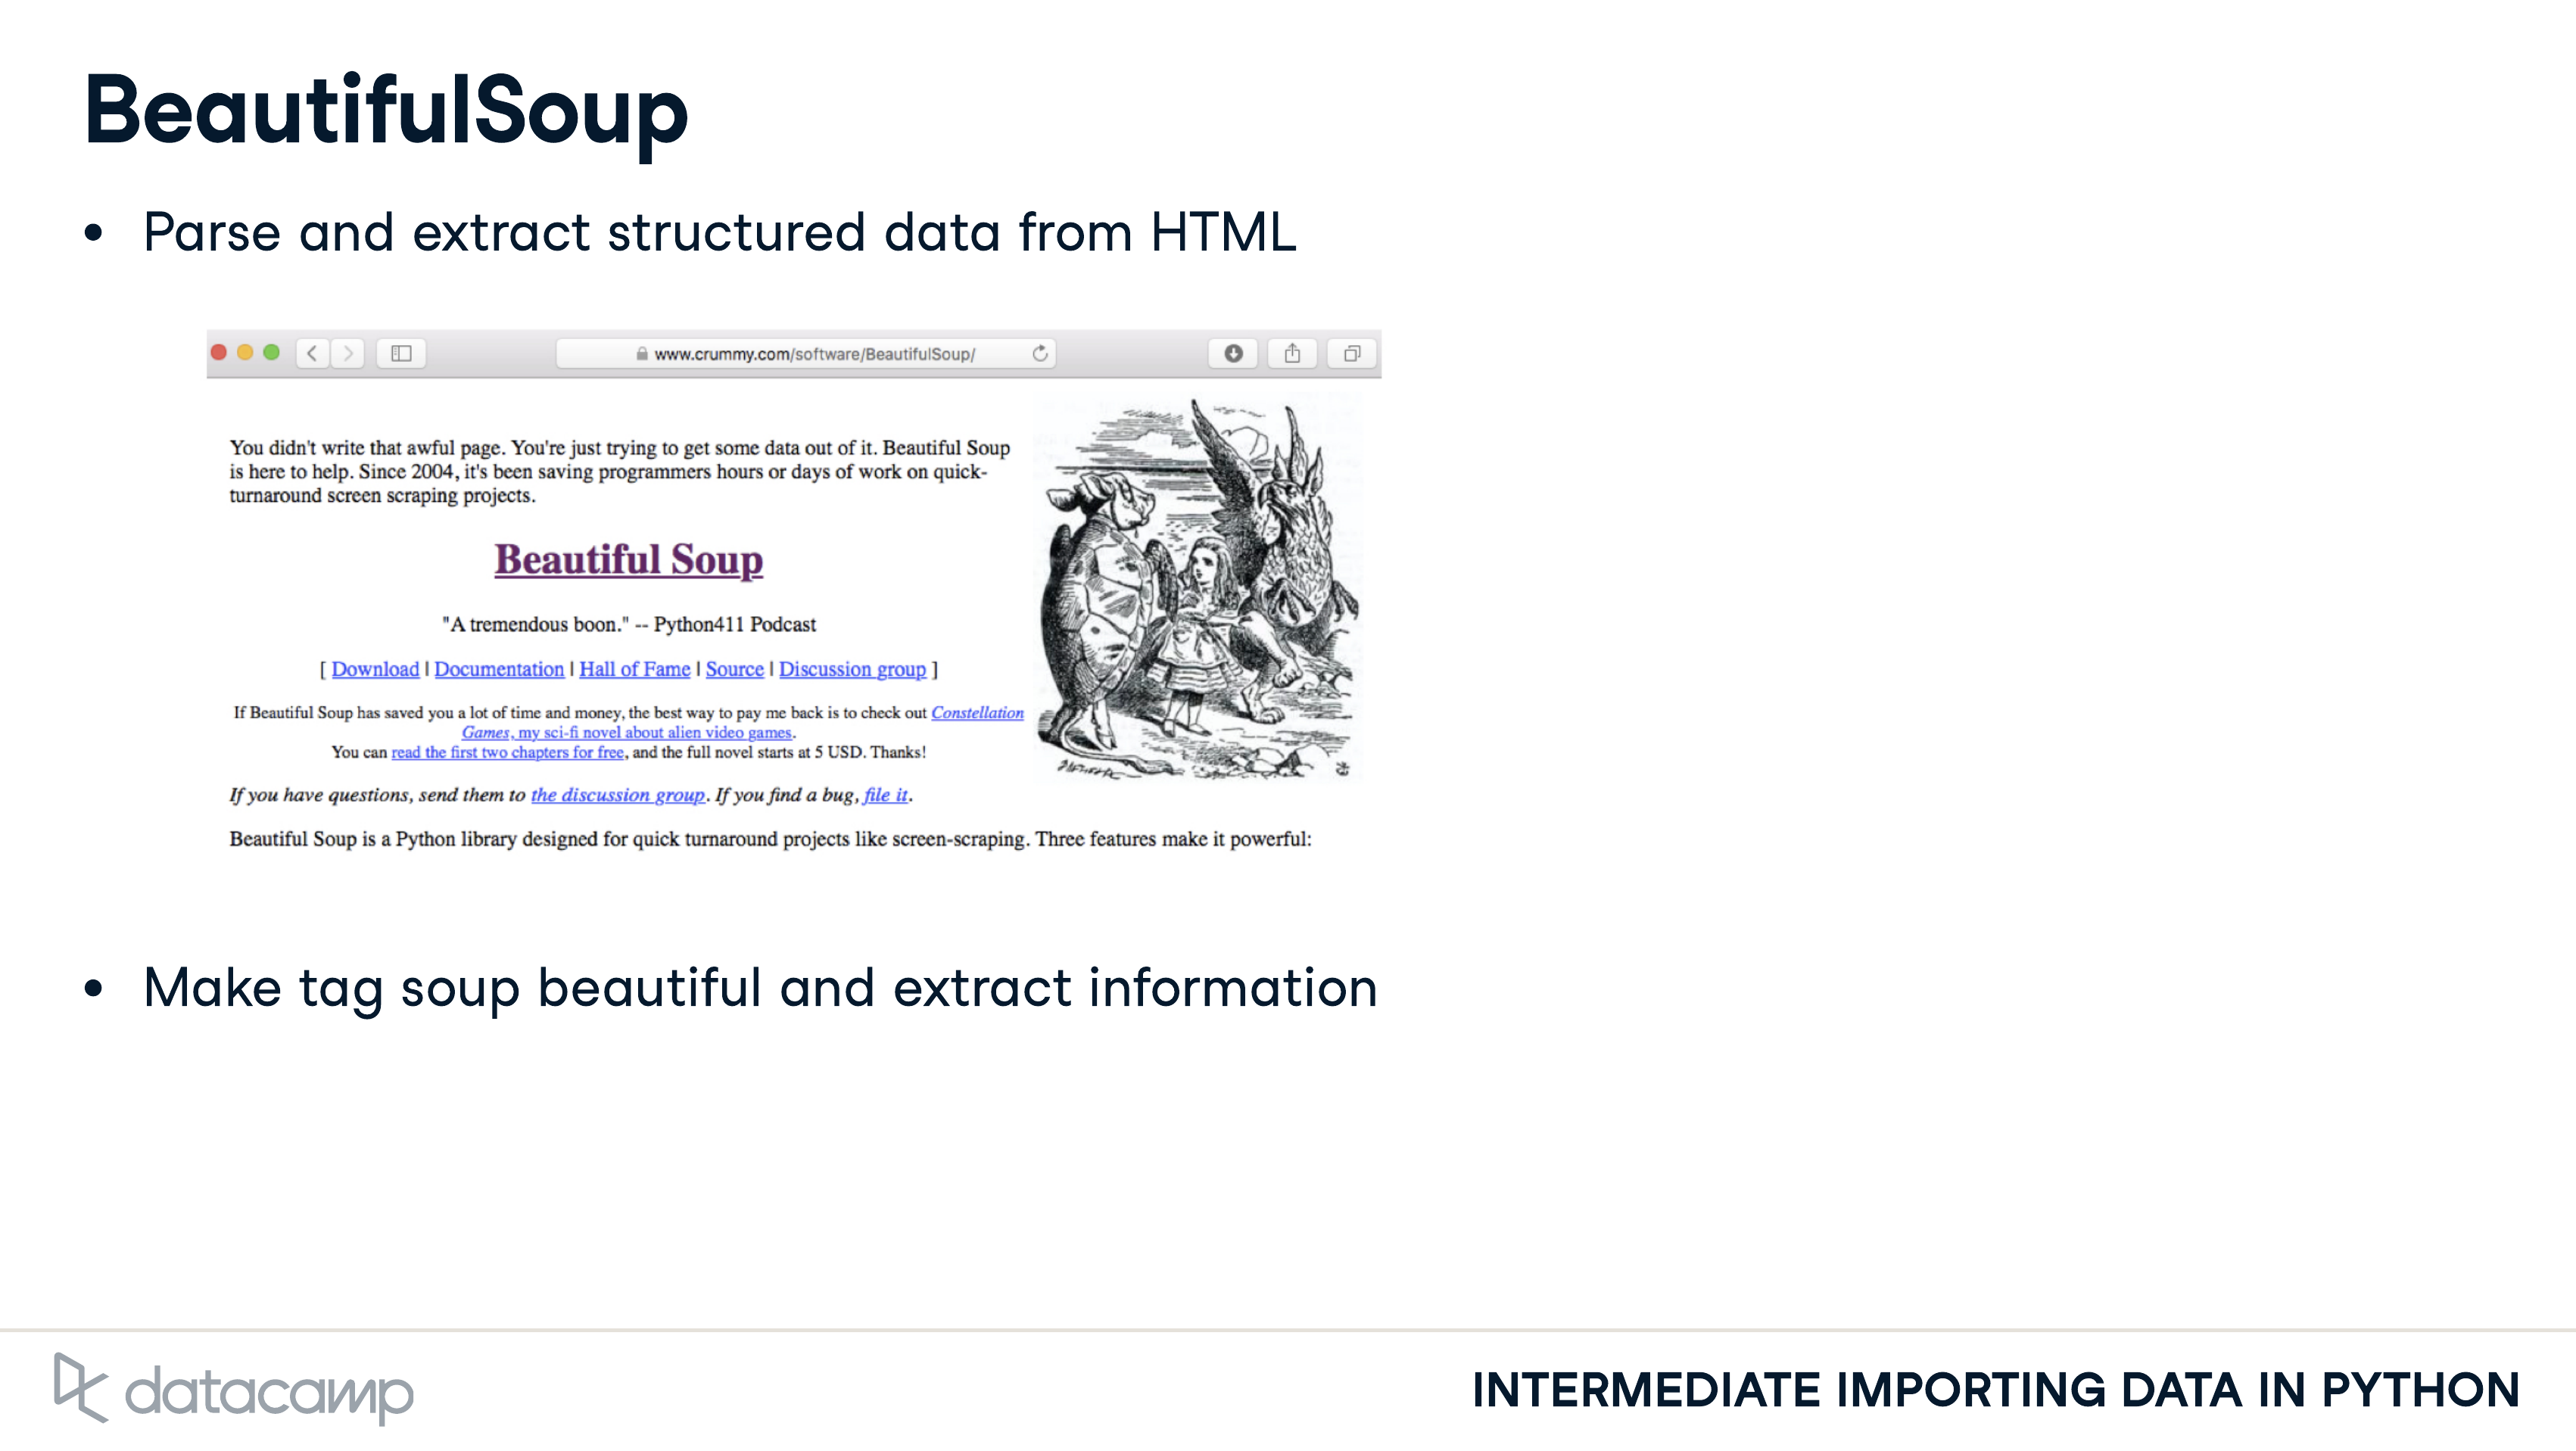 BeautifulSoup
• Parse and extract structured data from HTML
www.crummy.com/software/BeautifulSoup/
You didn't write that awful page. You're just trying to get some data out of it. Beautiful Soup
is here to help. Since 2004, it's been saving programmers hours or days of work on quick-
turnaround screen scraping projects.
Beautiful Soup
"A tremendous boon." -- Python411 Podcast
[ Download | Documentation | Hall of Fame | Source | Discussion group ]
If Beautiful Soup has saved you a lot of time and money, the best way to pay me back is to check out Constellation
Games, my sci-fi novel about alien video games.
You can read the first two chapters for free, and the full novel starts at 5 USD. Thanks!
If you have questions, send them to the discussion group. If you find a bug, file it.
Beautiful Soup is a Python library designed for quick turnaround projects like screen-scraping. Three features make it powerful:
• Make tag soup beautiful and extract information
datacamp
INTERMEDIATE IMPORTING DATA IN PYTHON